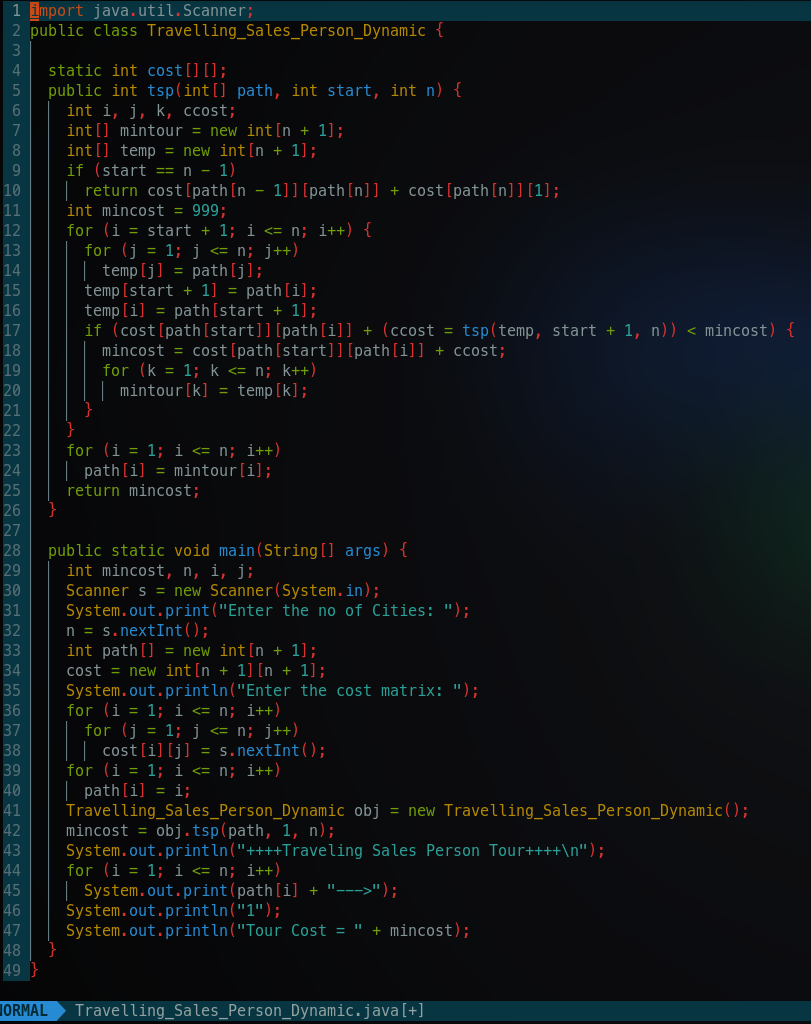 1 import java.util.Scanner;
2 public class Travelling_Sales_Person_Dynamic {
3
4   static int cost[][];
5   public int tsp(int[] path, int start, int n) {
6     int i, j, k, ccost;
7     int[] mintour = new int[n + 1];
8     int[] temp = new int[n + 1];
9     if (start == n - 1)
10       return cost[path[n - 1]][path[n]] + cost[path[n]][1];
11     int mincost = 999;
12     for (i = start + 1; i <= n; i++) {
13       for (j = 1; j <= n; j++)
14         temp[j] = path[j];
15       temp[start + 1] = path[i];
16       temp[i] = path[start + 1];
17       if (cost[path[start]][path[i]] + (ccost = tsp(temp, start + 1, n)) < mincost) {
18         mincost = cost[path[start]][path[i]] + ccost;
19         for (k = 1; k <= n; k++)
20           mintour[k] = temp[k];
21       }
22     }
23     for (i = 1; i <= n; i++)
24       path[i] = mintour[i];
25     return mincost;
26   }
27
28   public static void main(String[] args) {
29     int mincost, n, i, j;
30     Scanner s = new Scanner(System.in);
31     System.out.print("Enter the no of Cities: ");
32     n = s.nextInt();
33     int path[] = new int[n + 1];
34     cost = new int[n + 1][n + 1];
35     System.out.println("Enter the cost matrix: ");
36     for (i = 1; i <= n; i++)
37       for (j = 1; j <= n; j++)
38         cost[i][j] = s.nextInt();
39     for (i = 1; i <= n; i++)
40       path[i] = i;
41     Travelling_Sales_Person_Dynamic obj = new Travelling_Sales_Person_Dynamic();
42     mincost = obj.tsp(path, 1, n);
43     System.out.println("++++Traveling Sales Person Tour++++\n");
44     for (i = 1; i <= n; i++)
45       System.out.print(path[i] + "--->");
46     System.out.println("1");
47     System.out.println("Tour Cost = " + mincost);
48   }
49 }
NORMAL Travelling_Sales_Person_Dynamic.java[+]